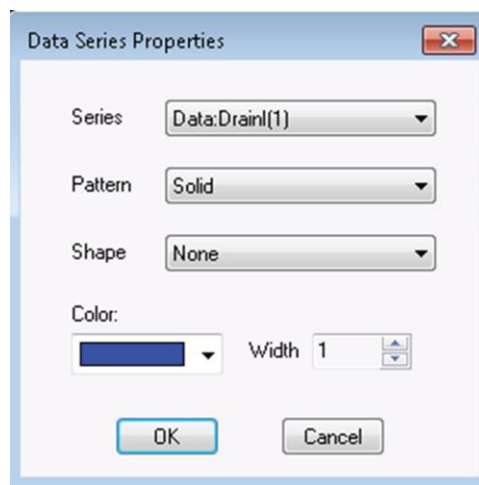 Data Series Properties
Series Data:DrainI(1)
Pattern Solid
Shape None
Color:
Width 1
OK Cancel